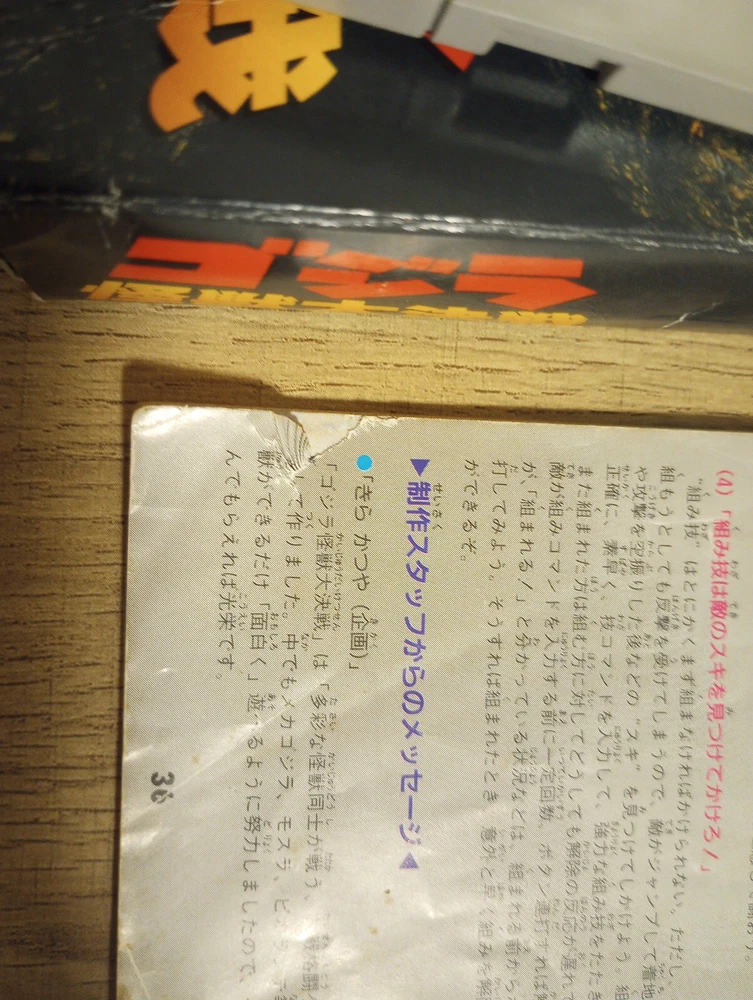 (4)「組み技は敵のスキを見つけてかけろ!」
“組み技”はとにかくまず組まなければかけられない。ただし、
組もうとしても反撃を受けてしまうので、敵がジャンプして着地
や攻撃を空振りした後などの“スキ”を見つけてしかけよう。組
正確に、素早く、技コマンドを入力して、強力な組み技をたたき
また組まれた方は組む方に対してどうしても解除の反応が遅れ
敵が組みコマンドを入力する前に一定回数、ボタン連打すれば
が、「組まれる!」と分かっている状況などは、組まれる前から
打してみよう。そうすれば組まれたとき、意外と早く組みを解
ができるぞ。
▶制作スタッフからのメッセージ◀
●「きら かつや(企画)」
「ゴジラ怪獣大決戦」は「多彩な怪獣同士が戦う、格闘
して作りました。中でもメカゴジラ、モスラ、ビオランテ
獣ができるだけ「面白く」遊べるように努力しましたので、
んでもらえれば光栄です。
36